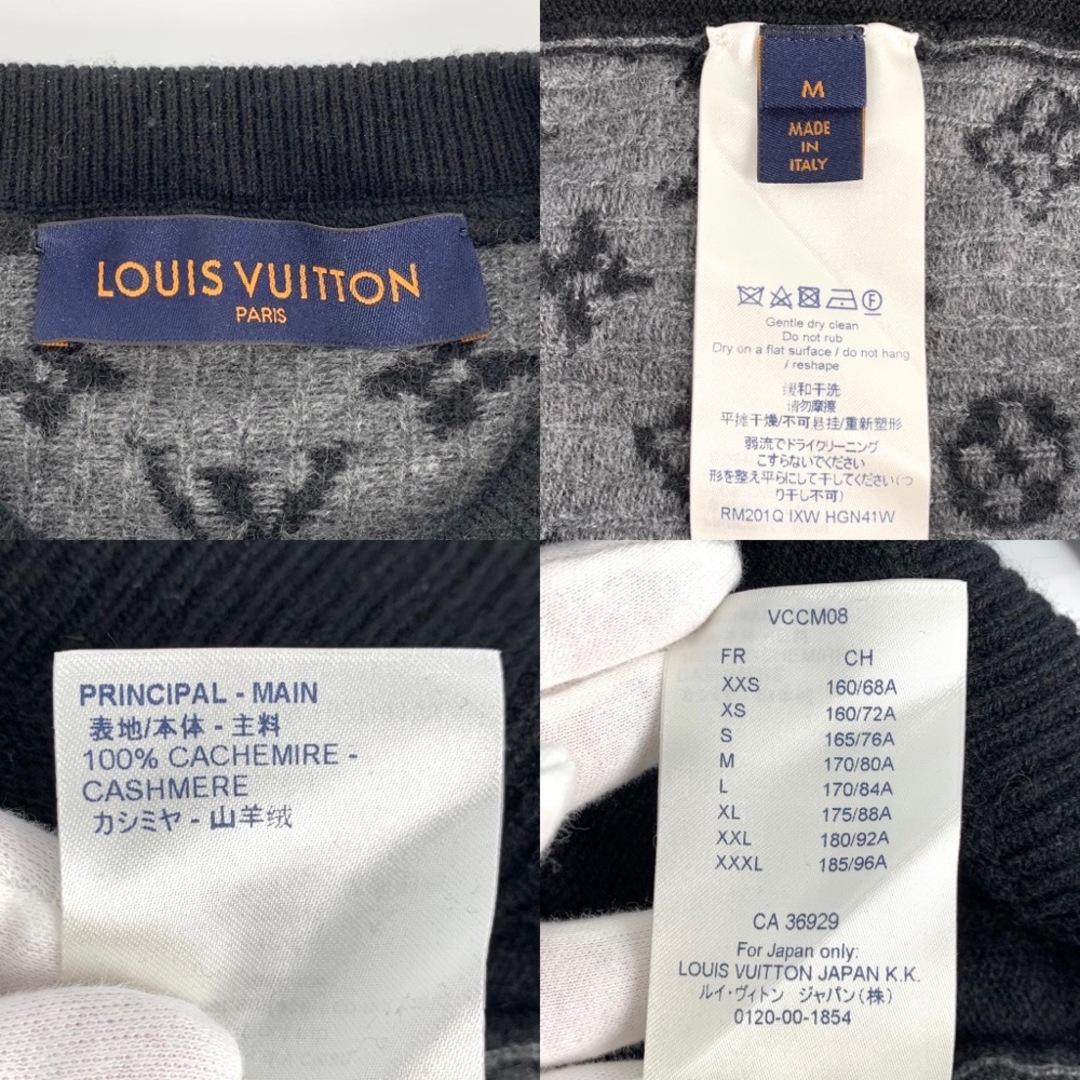 LOUIS VUITTON
PARIS
M
MADE
IN
ITALY
Gentle dry clean
Do not rub
Dry on a flat surface / do not hang
/ reshape
缓和干洗
请勿摩擦
平摊干燥/不可悬挂/重新塑形
弱流でドライクリーニング
こすらないでください
形を整え平らにして干してください(つ
り干し不可)
RM201Q IXW HGN41W
PRINCIPAL - MAIN
表地/本体 - 主料
100% CACHEMIRE -
CASHMERE
カシミヤ - 山羊绒
VCCM08
FR CH
XXS 160/68A
XS 160/72A
S 165/76A
M 170/80A
L 170/84A
XL 175/88A
XXL 180/92A
XXXL 185/96A
CA 36929
For Japan only:
LOUIS VUITTON JAPAN K.K.
ルイ・ヴィトン ジャパン(株)
0120-00-1854